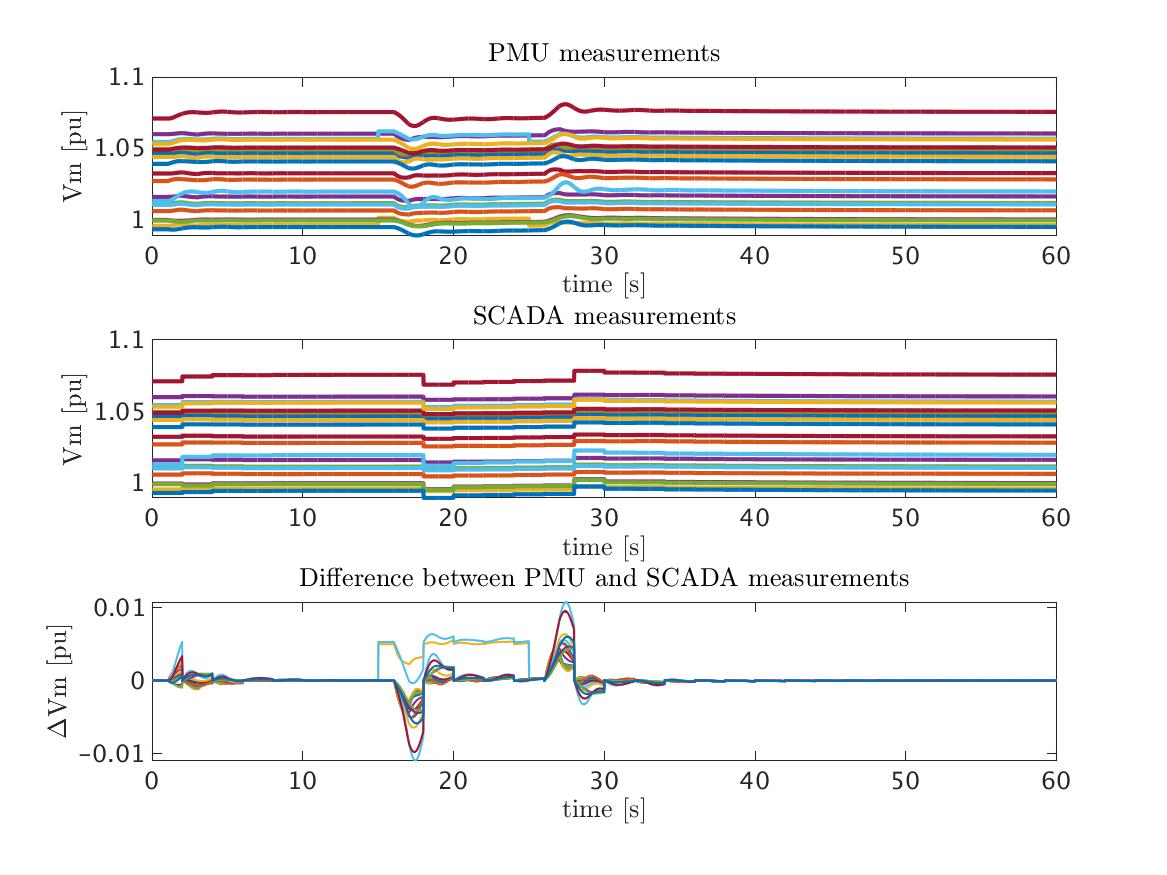 PMU measurements
1.1
1.05
1
Vm [pu]
0 10 20 30 40 50 60
time [s]
SCADA measurements
1.1
1.05
1
Vm [pu]
0 10 20 30 40 50 60
time [s]
Difference between PMU and SCADA measurements
0.01
0
−0.01
ΔVm [pu]
0 10 20 30 40 50 60
time [s]